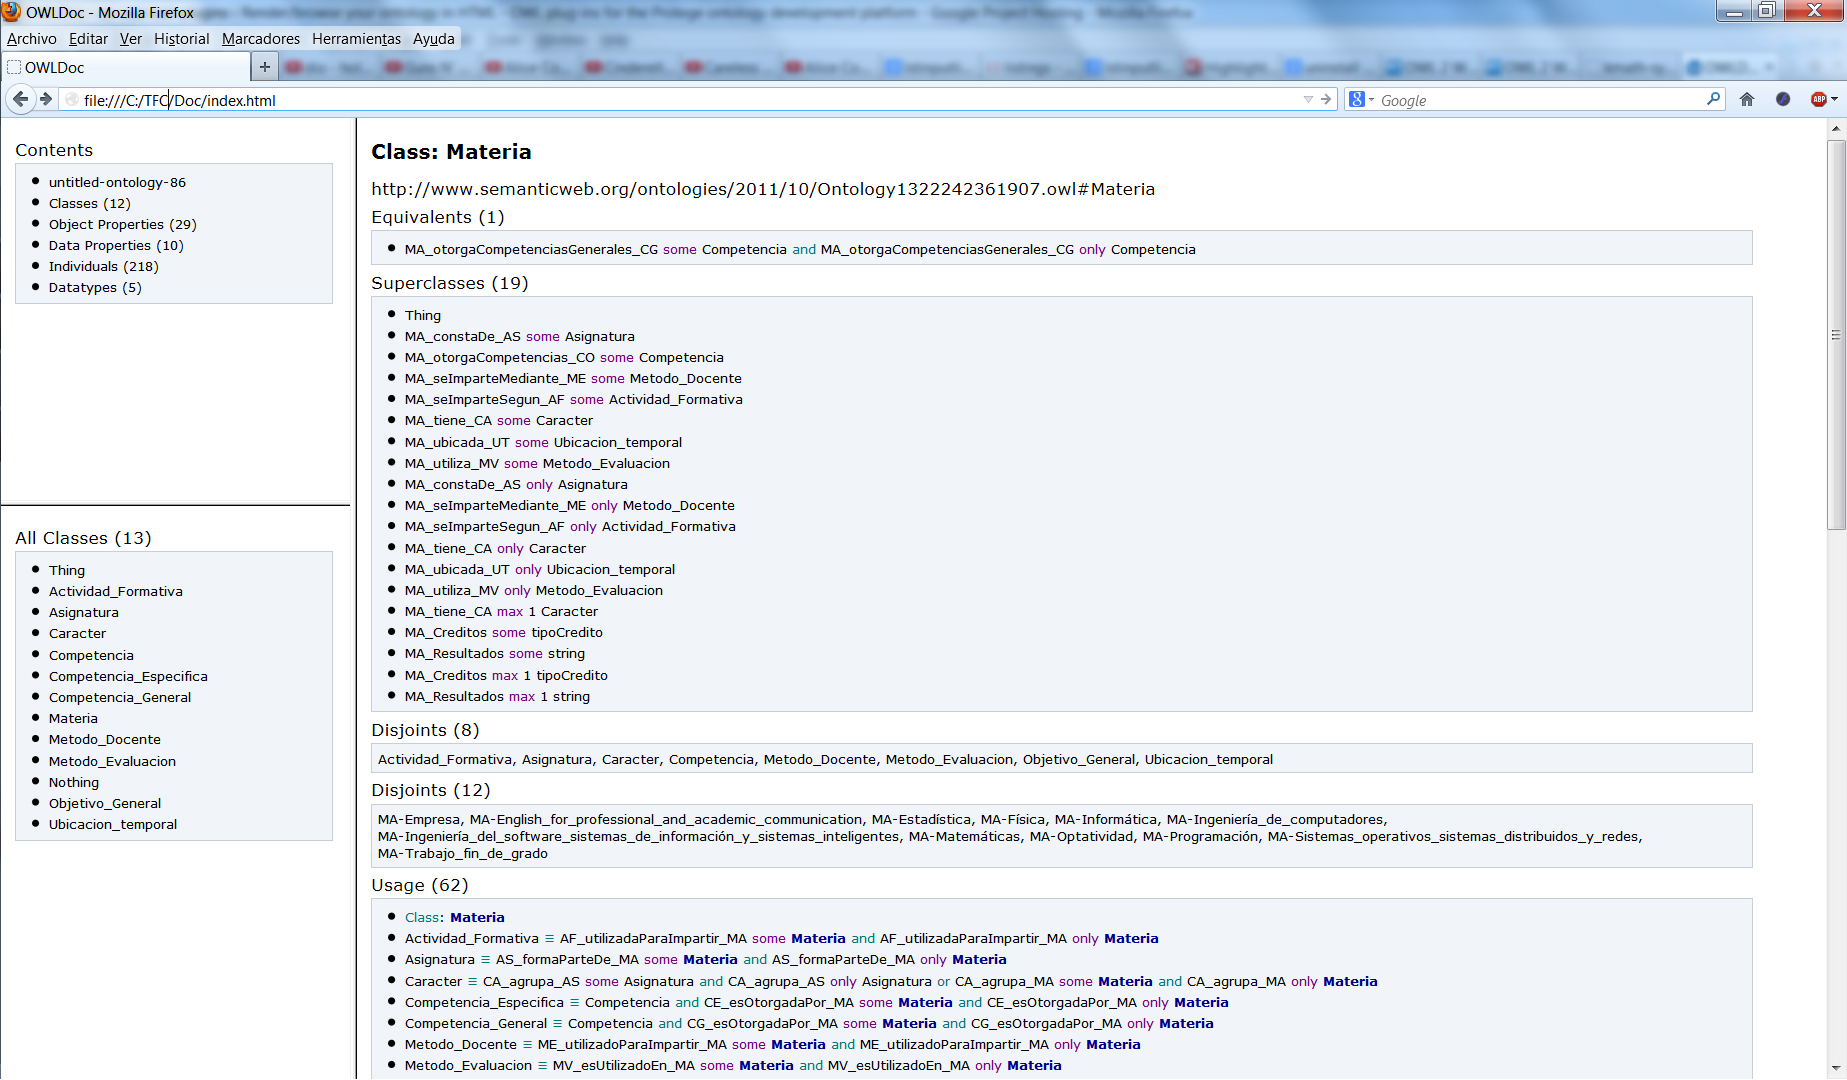 OWLDoc - Mozilla Firefox
Archivo Editar Ver Historial Marcadores Herramientas Ayuda
OWLDoc
file:///C:/TFC/Doc/index.html
Google
ABP
Contents
untitled-ontology-86
Classes (12)
Object Properties (29)
Data Properties (10)
Individuals (218)
Datatypes (5)
All Classes (13)
Thing
Actividad_Formativa
Asignatura
Caracter
Competencia
Competencia_Especifica
Competencia_General
Materia
Metodo_Docente
Metodo_Evaluacion
Nothing
Objetivo_General
Ubicacion_temporal
Class: Materia
http://www.semanticweb.org/ontologies/2011/10/Ontology1322242361907.owl#Materia
Equivalents (1)
MA_otorgaCompetenciasGenerales_CG some Competencia and MA_otorgaCompetenciasGenerales_CG only Competencia
Superclasses (19)
Thing
MA_constaDe_AS some Asignatura
MA_otorgaCompetencias_CO some Competencia
MA_seImparteMediante_ME some Metodo_Docente
MA_seImparteSegun_AF some Actividad_Formativa
MA_tiene_CA some Caracter
MA_ubicada_UT some Ubicacion_temporal
MA_utiliza_MV some Metodo_Evaluacion
MA_constaDe_AS only Asignatura
MA_seImparteMediante_ME only Metodo_Docente
MA_seImparteSegun_AF only Actividad_Formativa
MA_tiene_CA only Caracter
MA_ubicada_UT only Ubicacion_temporal
MA_utiliza_MV only Metodo_Evaluacion
MA_tiene_CA max 1 Caracter
MA_Creditos some tipoCredito
MA_Resultados some string
MA_Creditos max 1 tipoCredito
MA_Resultados max 1 string
Disjoints (8)
Actividad_Formativa, Asignatura, Caracter, Competencia, Metodo_Docente, Metodo_Evaluacion, Objetivo_General, Ubicacion_temporal
Disjoints (12)
MA-Empresa, MA-English_for_professional_and_academic_communication, MA-Estadística, MA-Física, MA-Informática, MA-Ingeniería_de_computadores,
MA-Ingeniería_del_software_sistemas_de_información_y_sistemas_inteligentes, MA-Matemáticas, MA-Optatividad, MA-Programación, MA-Sistemas_operativos_sistemas_distribuidos_y_redes,
MA-Trabajo_fin_de_grado
Usage (62)
Class: Materia
Actividad_Formativa ≡ AF_utilizadaParaImpartir_MA some Materia and AF_utilizadaParaImpartir_MA only Materia
Asignatura ≡ AS_formaParteDe_MA some Materia and AS_formaParteDe_MA only Materia
Caracter ≡ CA_agrupa_AS some Asignatura and CA_agrupa_AS only Asignatura or CA_agrupa_MA some Materia and CA_agrupa_MA only Materia
Competencia_Especifica ≡ Competencia and CE_esOtorgadaPor_MA some Materia and CE_esOtorgadaPor_MA only Materia
Competencia_General ≡ Competencia and CG_esOtorgadaPor_MA some Materia and CG_esOtorgadaPor_MA only Materia
Metodo_Docente ≡ ME_utilizadoParaImpartir_MA some Materia and ME_utilizadoParaImpartir_MA only Materia
Metodo_Evaluacion ≡ MV_esUtilizadoEn_MA some Materia and MV_esUtilizadoEn_MA only Materia